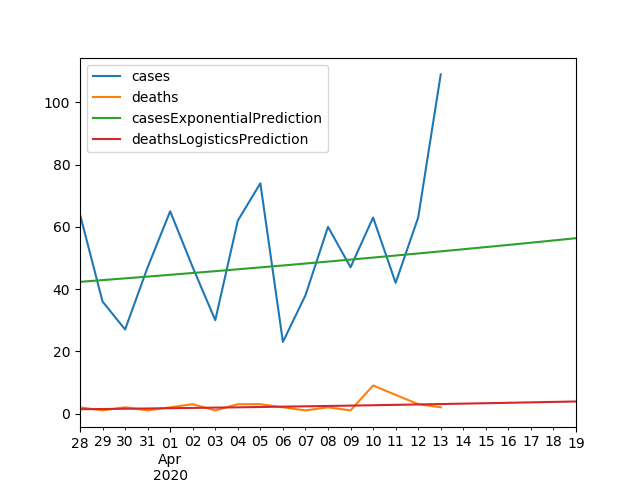 cases
deaths
casesExponentialPrediction
deathsLogisticsPrediction
100
80
60
40
20
0
28 29 30 31 01 02 03 04 05 06 07 08 09 10 11 12 13 14 15 16 17 18 19
Apr
2020